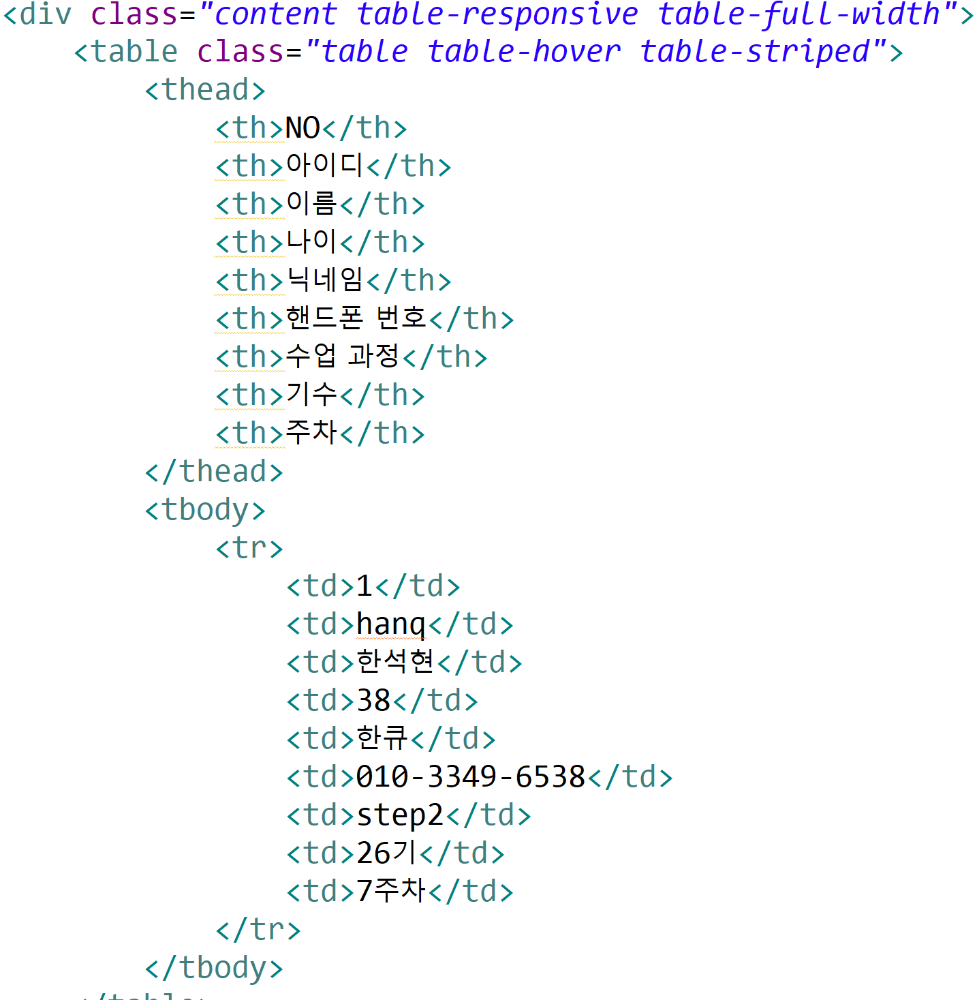 <div class="content table-responsive table-full-width">
<table class="table table-hover table-striped">
<thead>
<th>NO</th>
<th>아이디</th>
<th>이름</th>
<th>나이</th>
<th>닉네임</th>
<th>핸드폰 번호</th>
<th>수업 과정</th>
<th>기수</th>
<th>주차</th>
</thead>
<tbody>
<tr>
<td>1</td>
<td>hanq</td>
<td>한석현</td>
<td>38</td>
<td>한큐</td>
<td>010-3349-6538</td>
<td>step2</td>
<td>26기</td>
<td>7주차</td>
</tr>
</tbody>
</table>